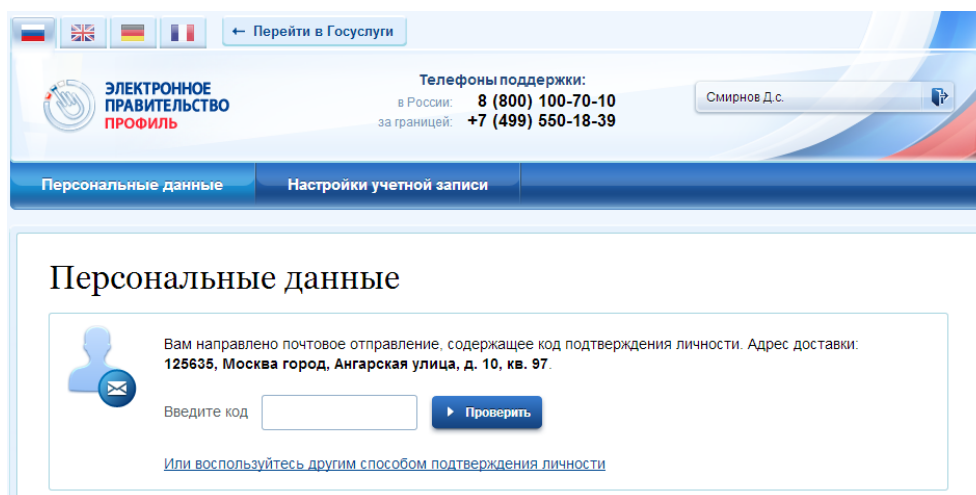 ← Перейти в Госуслуги
ЭЛЕКТРОННОЕ
ПРАВИТЕЛЬСТВО
ПРОФИЛЬ
Телефоны поддержки:
в России: 8 (800) 100-70-10
за границей: +7 (499) 550-18-39
Смирнов Д.с.
Персональные данные Настройки учетной записи
Персональные данные
Вам направлено почтовое отправление, содержащее код подтверждения личности. Адрес доставки:
125635, Москва город, Ангарская улица, д. 10, кв. 97.
Введите код Проверить
Или воспользуйтесь другим способом подтверждения личности